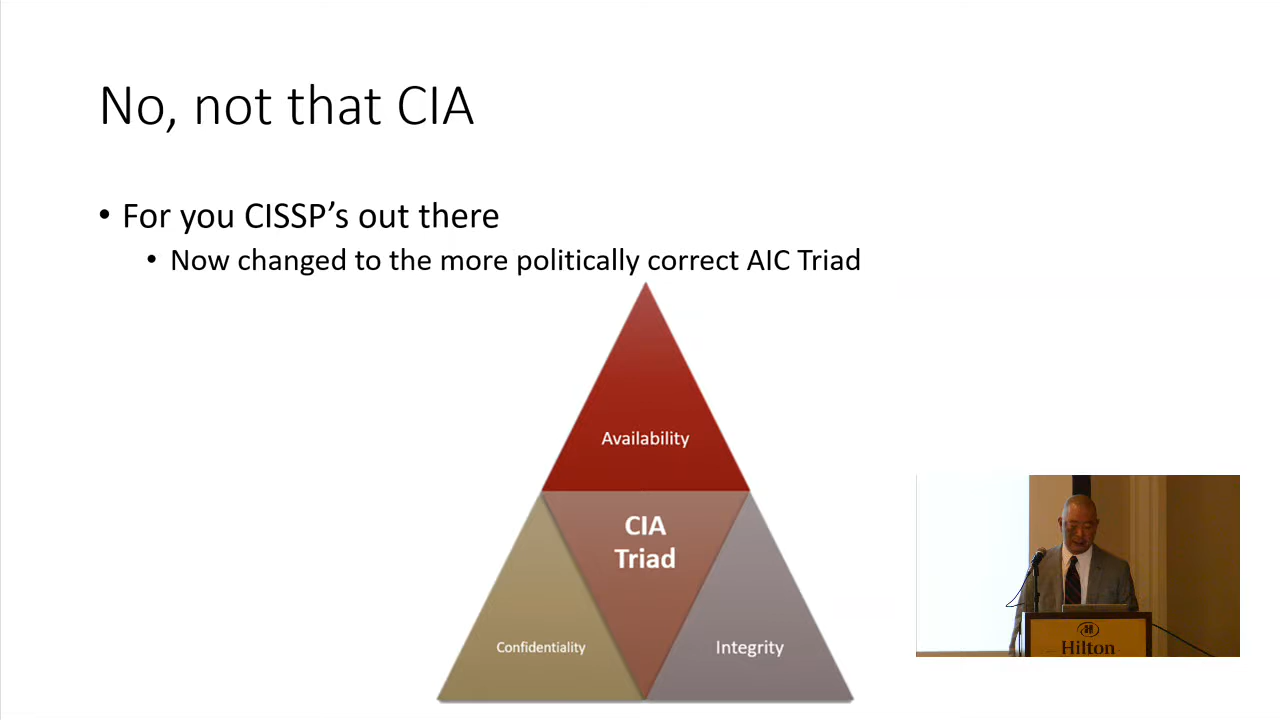 No, not that CIA
• For you CISSP’s out there
• Now changed to the more politically correct AIC Triad
Availability
CIA
Triad
Confidentiality
Integrity
Hilton